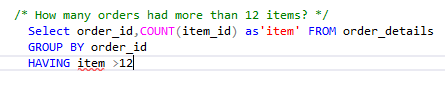 /* How many orders had more than 12 items? */
Select order_id,COUNT(item_id) as'item' FROM order_details
GROUP BY order_id
HAVING item >12